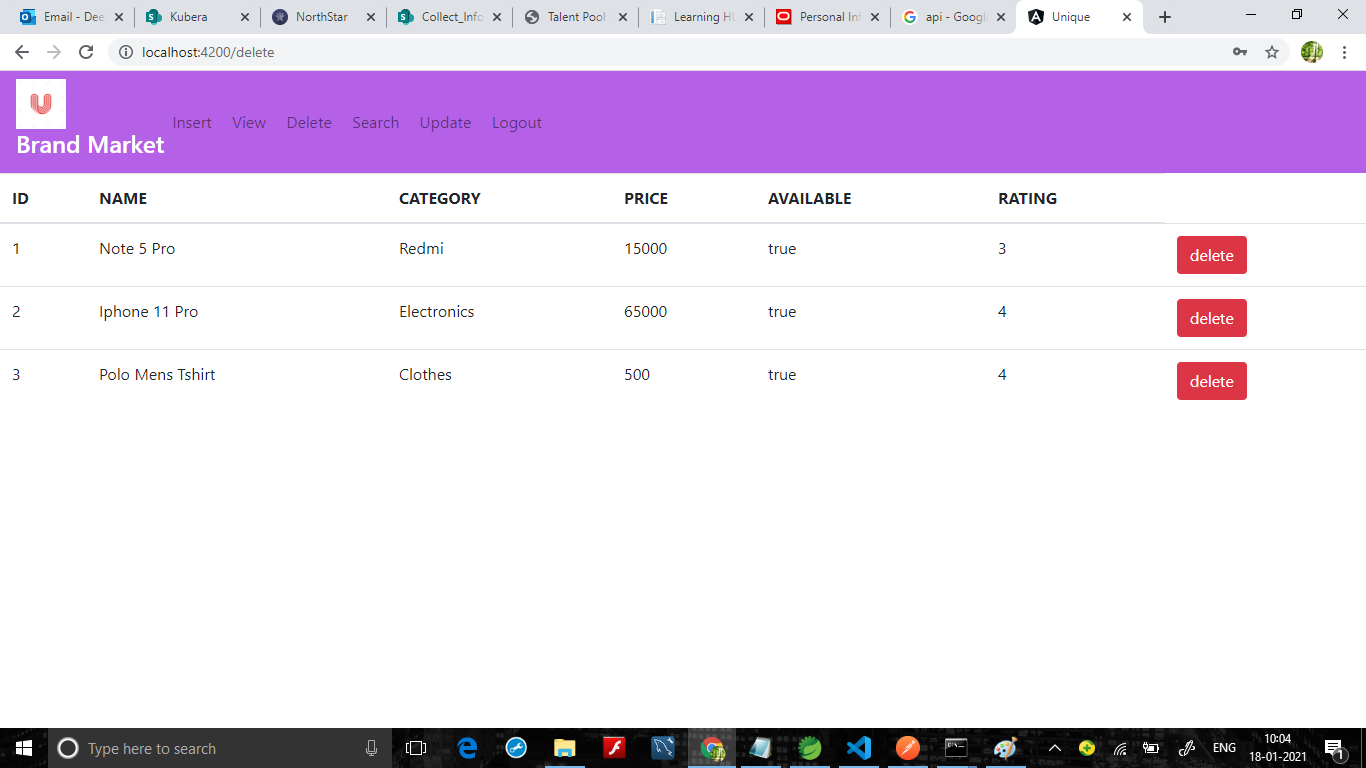 Email - Dee
Kubera
NorthStar
Collect_Info
Talent Pool
Learning HU
Personal Inf
api - Google
Unique
localhost:4200/delete
U
Insert View Delete Search Update Logout
Brand Market
ID NAME CATEGORY PRICE AVAILABLE RATING
1 Note 5 Pro Redmi 15000 true 3 delete
2 Iphone 11 Pro Electronics 65000 true 4 delete
3 Polo Mens Tshirt Clothes 500 true 4 delete
Type here to search
ENG
10:04
18-01-2021
1